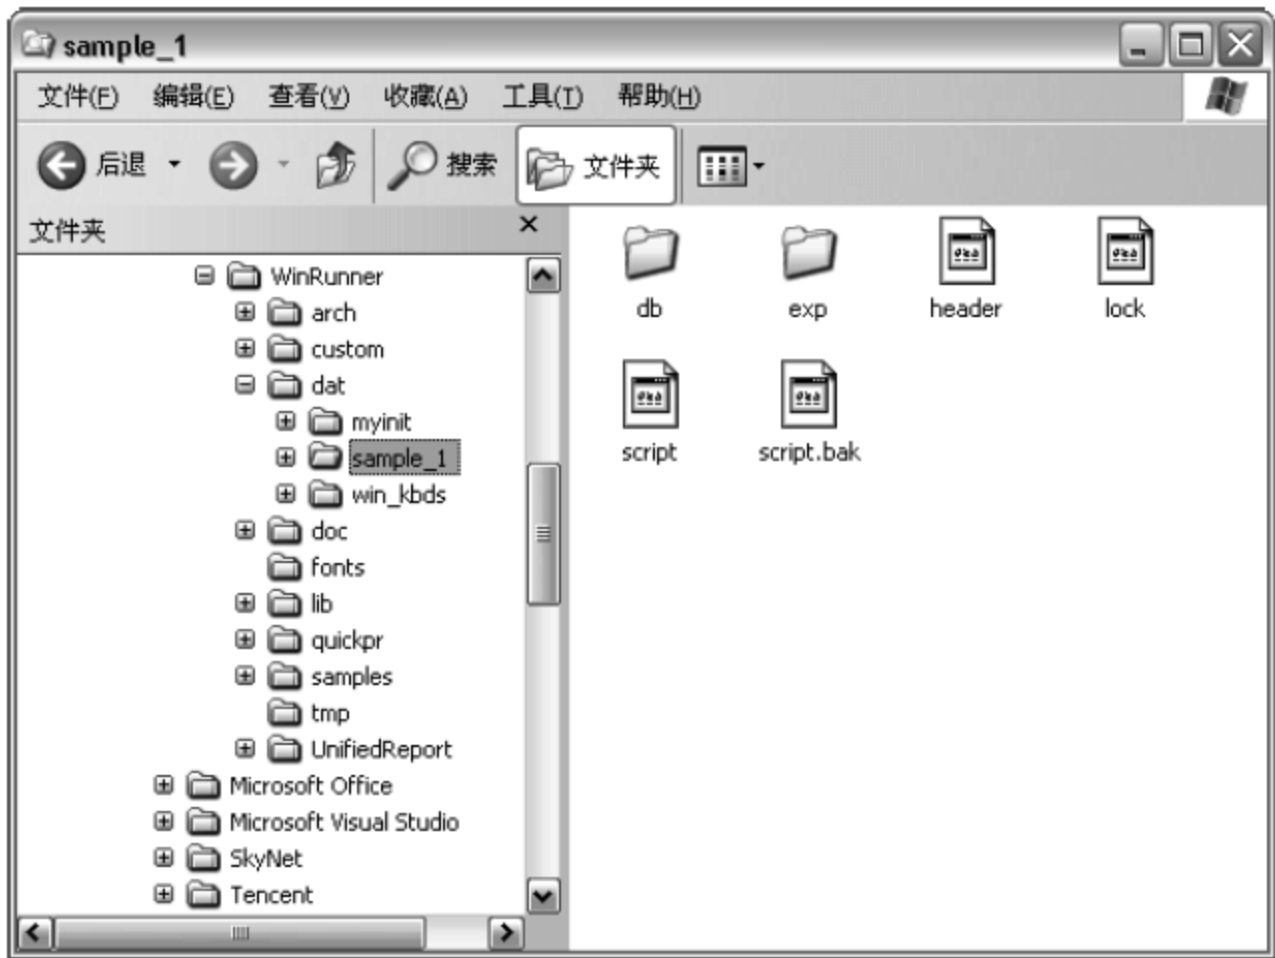 sample_1
文件(F) 编辑(E) 查看(V) 收藏(A) 工具(T) 帮助(H)
后退 搜索 文件夹
文件夹
WinRunner
arch
custom
dat
myinit
sample_1
win_kbds
doc
fonts
lib
quickpr
samples
tmp
UnifiedReport
Microsoft Office
Microsoft Visual Studio
SkyNet
Tencent
db exp header lock
script script.bak